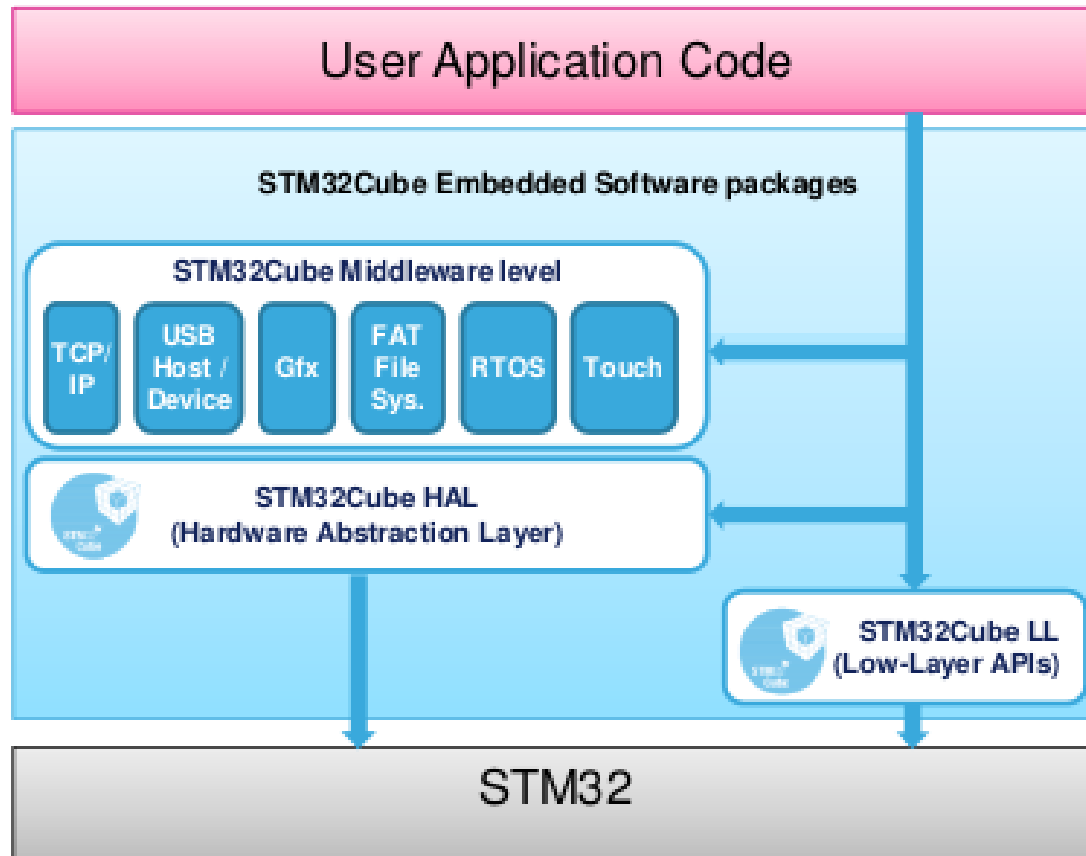 User Application Code
STM32Cube Embedded Software packages
STM32Cube Middleware level
TCP/
IP
USB
Host /
Device
Gfx
FAT
File
Sys.
RTOS
Touch
STM32Cube HAL
(Hardware Abstraction Layer)
STM32Cube LL
(Low-Layer APIs)
STM32